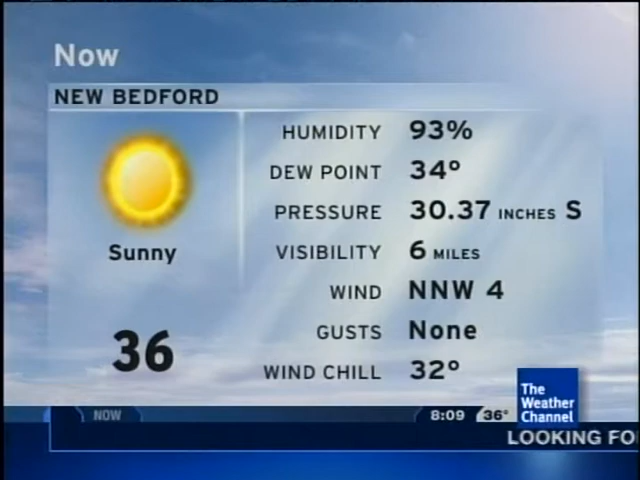 Now
NEW BEDFORD
Sunny
36
HUMIDITY 93%
DEW POINT 34°
PRESSURE 30.37 INCHES S
VISIBILITY 6 MILES
WIND NNW 4
GUSTS None
WIND CHILL 32°
NOW
8:09 36°
The
Weather
Channel
LOOKING FO